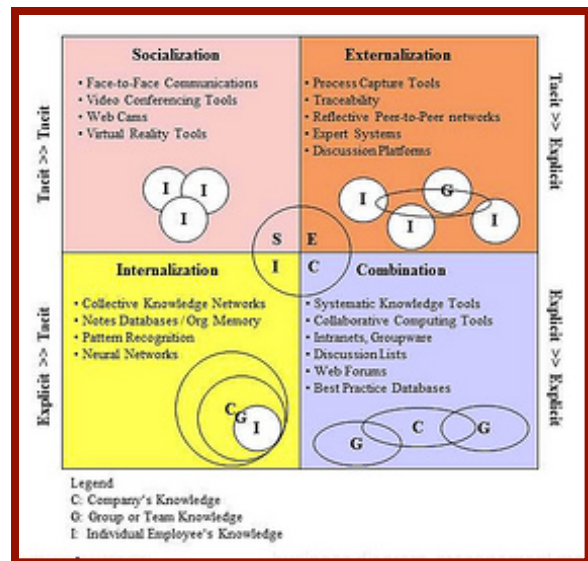 Socialization
• Face-to-Face Communications
• Video Conferencing Tools
• Web Cams
• Virtual Reality Tools
I I
I
Externalization
• Process Capture Tools
• Traceability
• Reflective Peer-to-Peer networks
• Expert Systems
• Discussion Platforms
I G
I I
Tacit >> Tacit
Tacit >> Explicit
S E
I C
Internalization
• Collective Knowledge Networks
• Notes Databases / Org Memory
• Pattern Recognition
• Neural Networks
C
G
I
Combination
• Systematic Knowledge Tools
• Collaborative Computing Tools
• Intranets, Groupware
• Discussion Lists
• Web Forums
• Best Practice Databases
G C G
Explicit >> Tacit
Explicit >> Explicit
Legend
C: Company's Knowledge
G: Group or Team Knowledge
I: Individual Employee's Knowledge